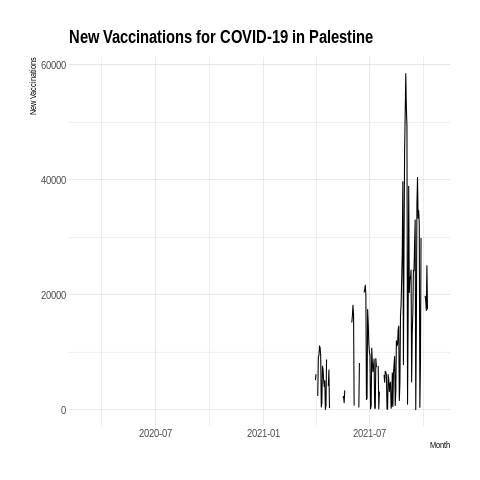 New Vaccinations for COVID-19 in Palestine
New Vaccinations
60000
40000
20000
0
2020-07
2021-01
2021-07
Month